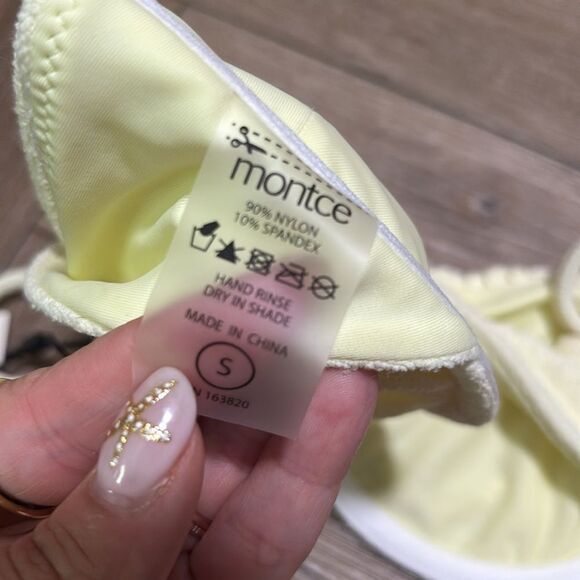 montce
90% NYLON
10% SPANDEX
HAND RINSE
DRY IN SHADE
MADE IN CHINA
S
N 163820